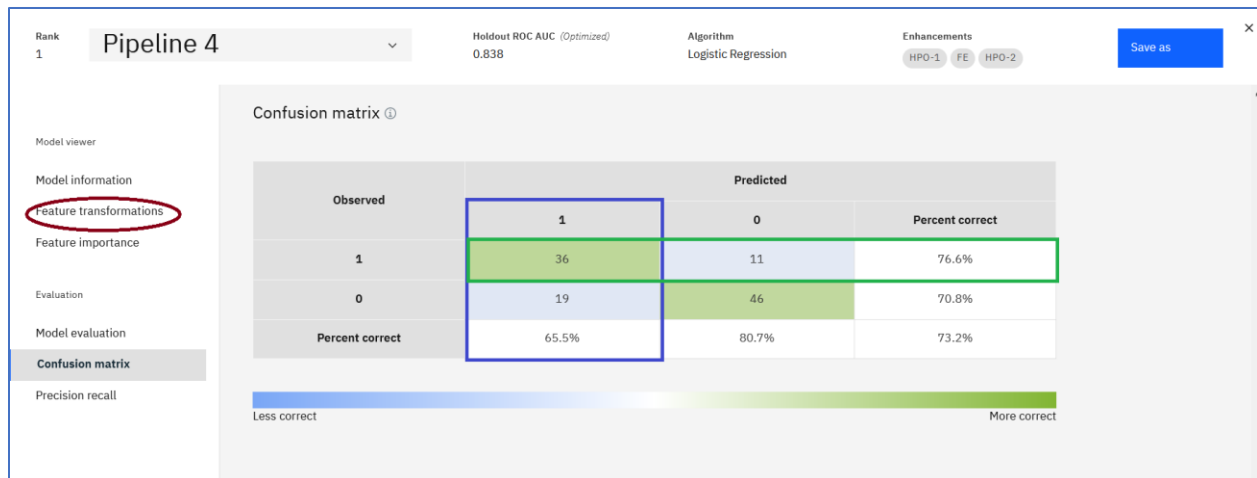 Rank
1
Pipeline 4
Holdout ROC AUC (Optimized)
0.838
Algorithm
Logistic Regression
Enhancements
HPO-1 FE HPO-2
Save as
Model viewer
Model information
Feature transformations
Feature importance
Evaluation
Model evaluation
Confusion matrix
Precision recall
Confusion matrix
Observed Predicted
1 0 Percent correct
1 36 11 76.6%
0 19 46 70.8%
Percent correct 65.5% 80.7% 73.2%
Less correct More correct